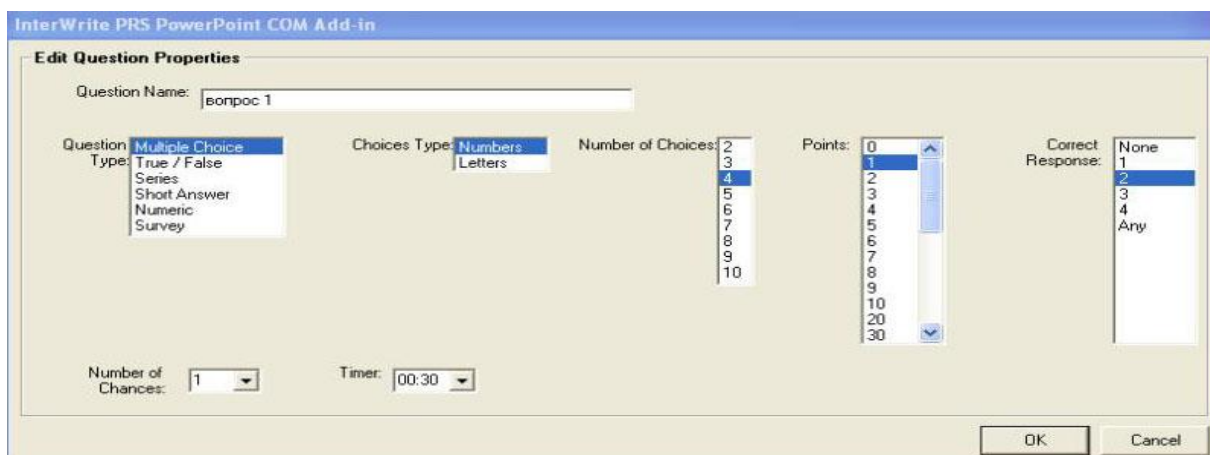 InterWrite PRS PowerPoint COM Add-in
Edit Question Properties
Question Name: вопрос 1
Question Type:
Multiple Choice
True / False
Series
Short Answer
Numeric
Survey
Choices Type:
Numbers
Letters
Number of Choices:
2
3
4
5
6
7
8
9
10
Points:
0
1
2
3
4
5
6
7
8
9
10
20
30
Correct
Response:
None
1
2
3
4
Any
Number of
Chances:
1
Timer: 00:30
OK Cancel